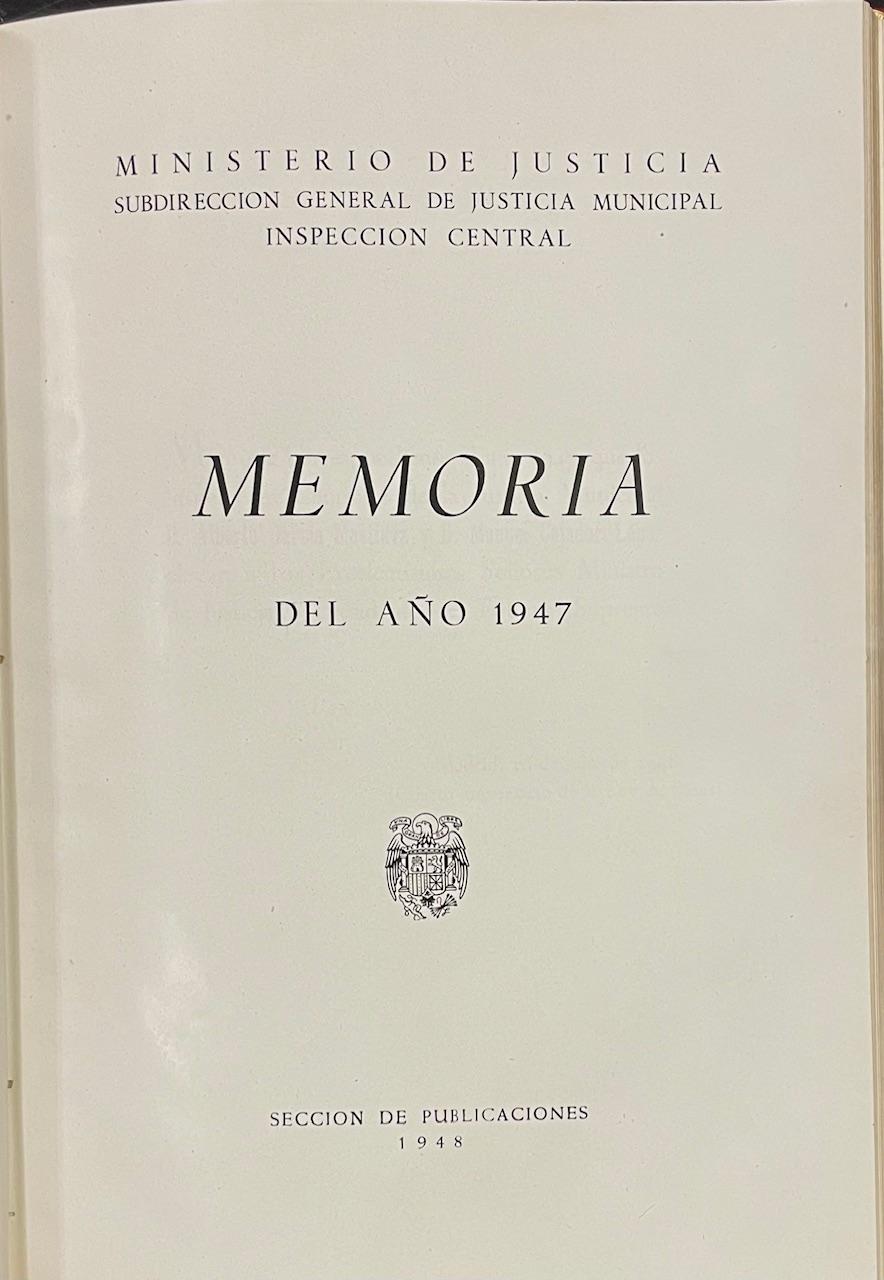 MINISTERIO DE JUSTICIA
SUBDIRECCION GENERAL DE JUSTICIA MUNICIPAL
INSPECCION CENTRAL
MEMORIA
DEL AÑO 1947
SECCION DE PUBLICACIONES
1948